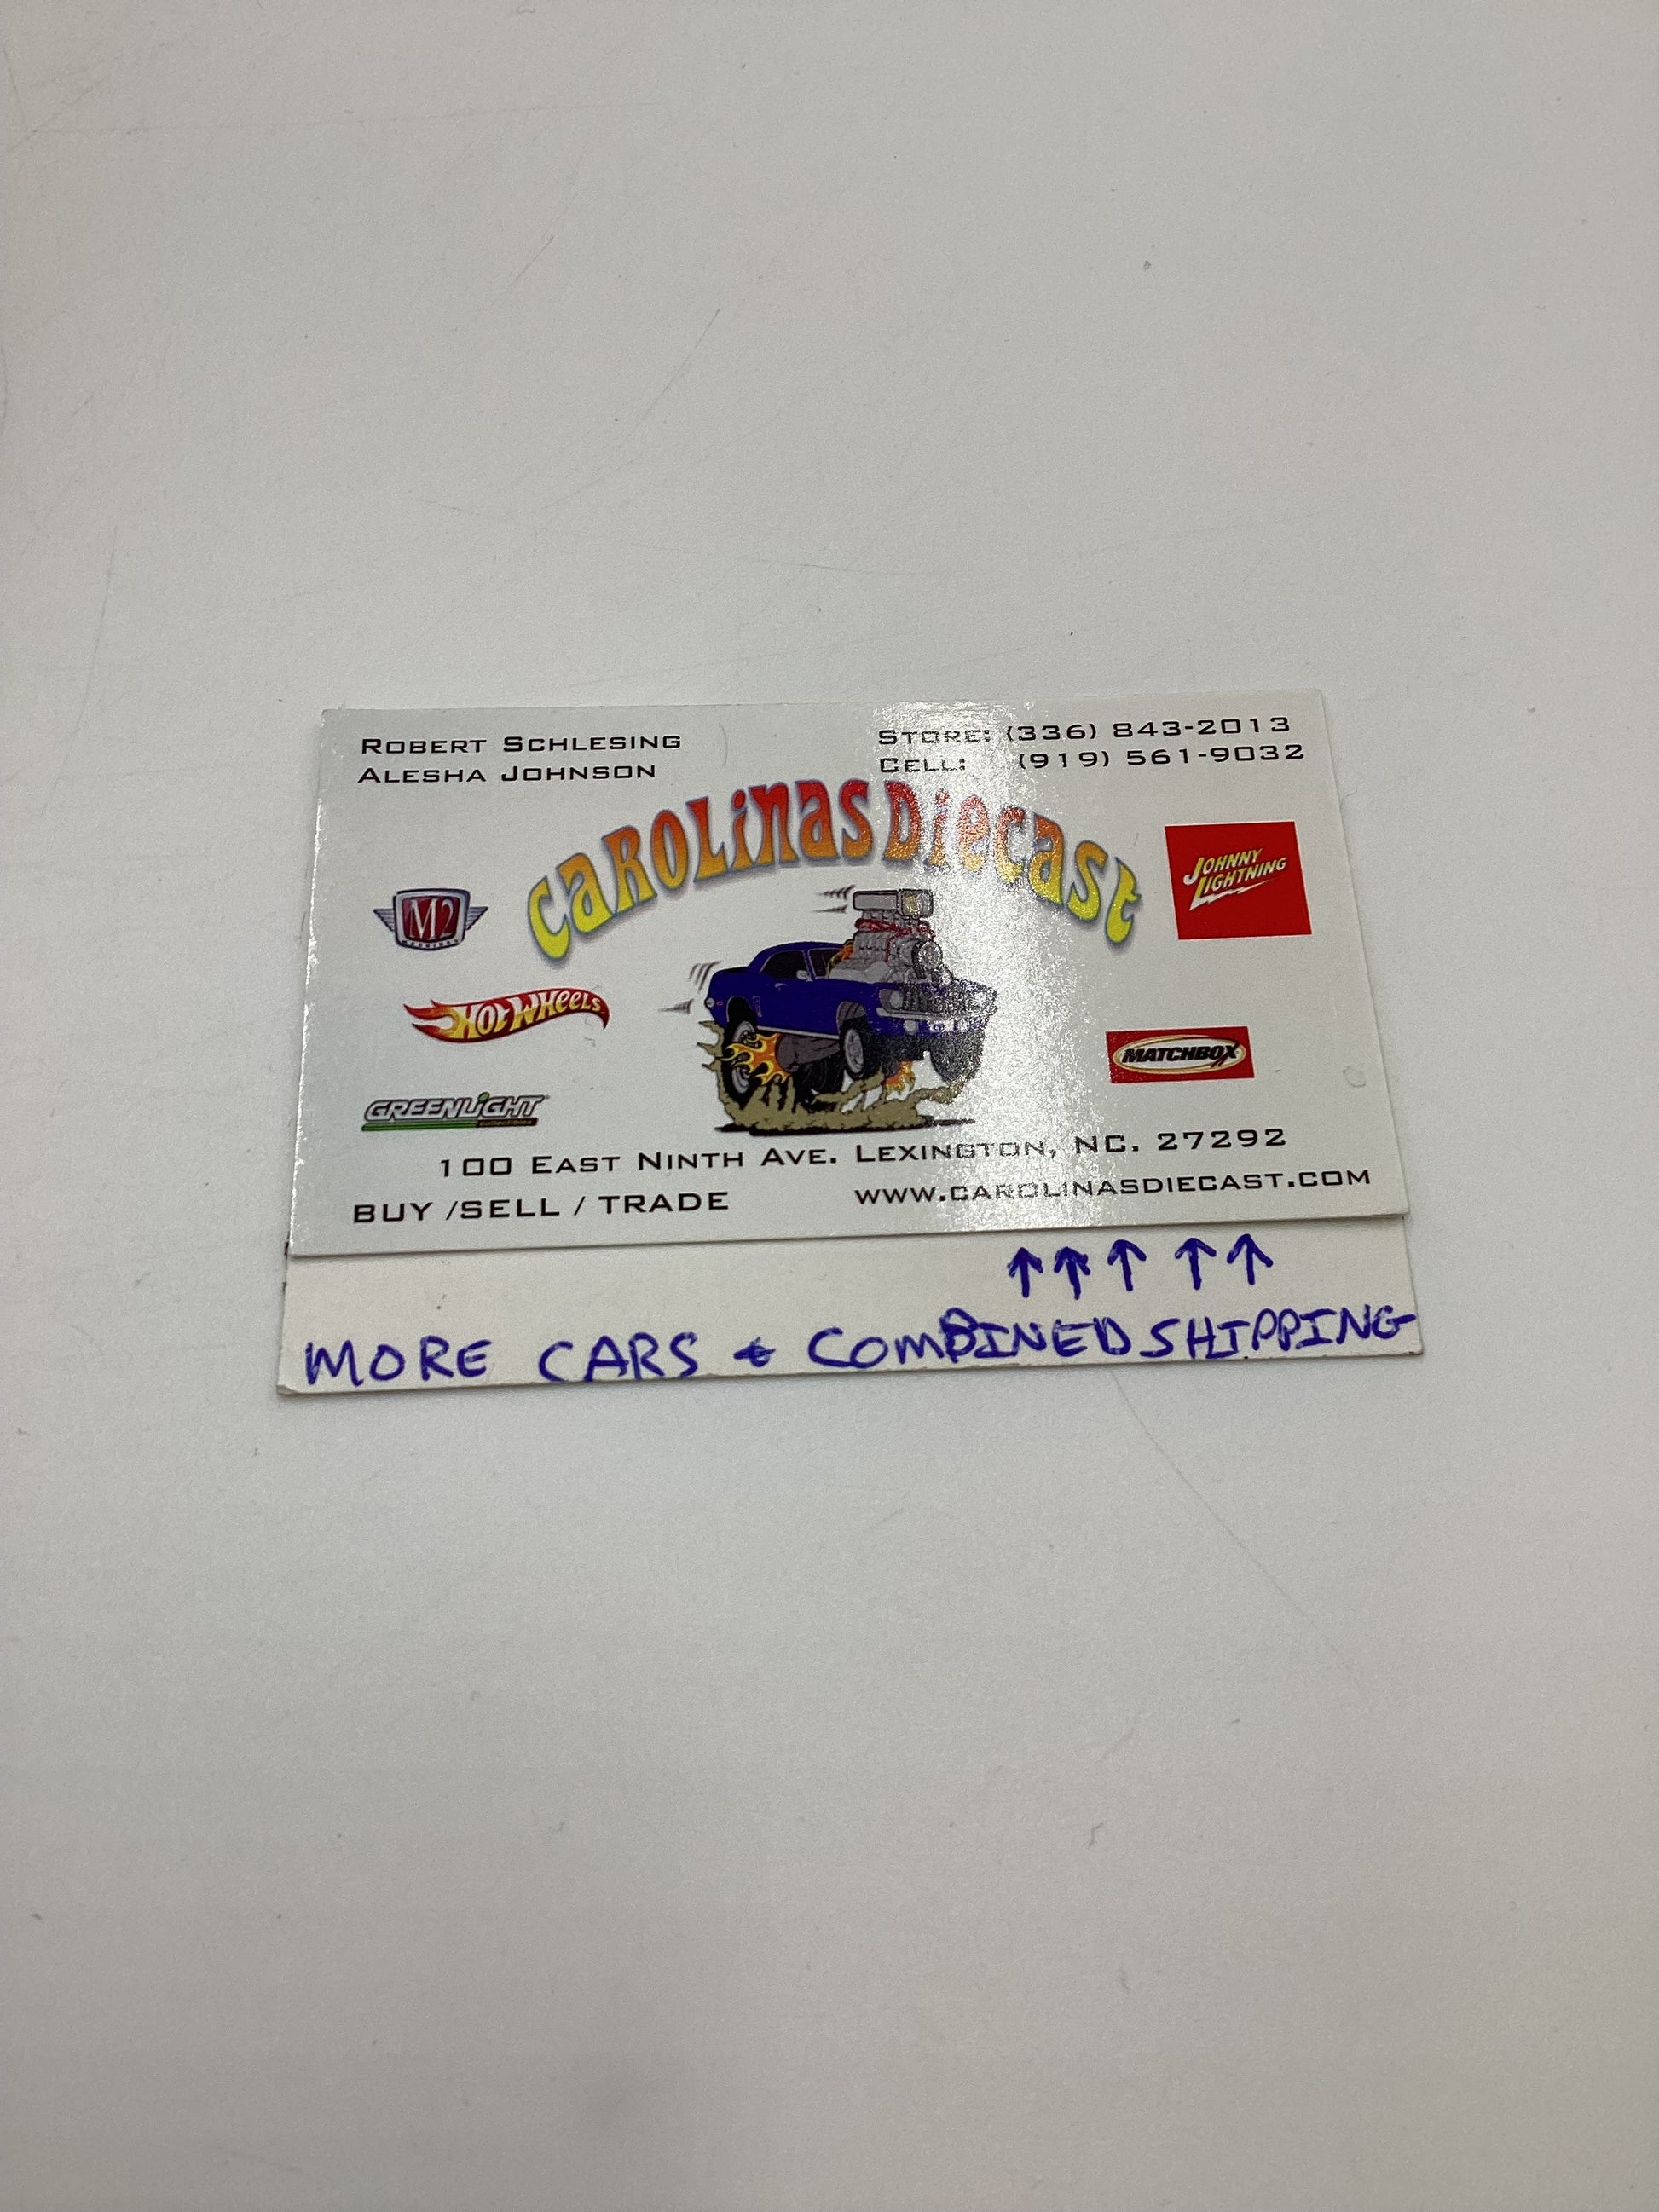 ROBERT SCHLESING
ALESHA JOHNSON
STORE: (336) 843-2013
CELL: (919) 561-9032
CAROLINAS DIECAST
M2
JOHNNY
LIGHTNING
HOT WHEELS
MATCHBOX
GREENLIGHT
100 EAST NINTH AVE. LEXINGTON, NC. 27292
BUY /SELL / TRADE
WWW.CAROLINASDIECAST.COM
↑ ↑ ↑ ↑ ↑
MORE CARS & COMBINED SHIPPING